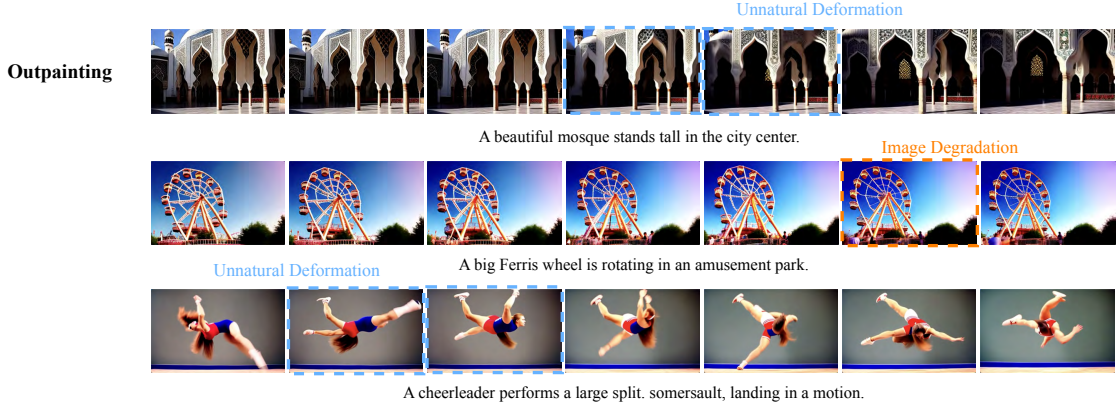 Unnatural Deformation
Outpainting
A beautiful mosque stands tall in the city center.
Image Degradation
A big Ferris wheel is rotating in an amusement park.
Unnatural Deformation
A cheerleader performs a large split. somersault, landing in a motion.